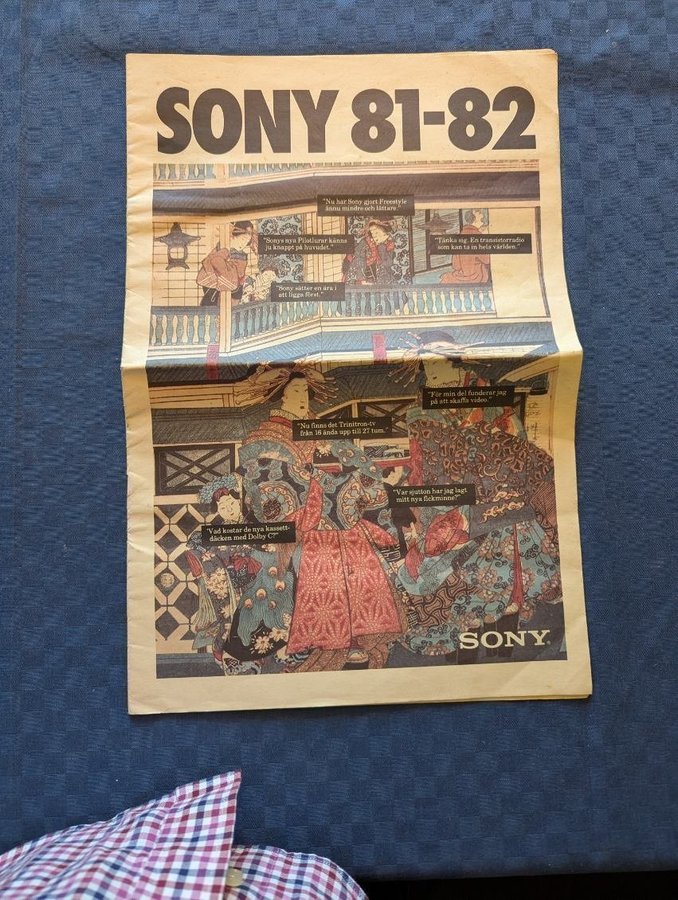 SONY 81-82
"Nu har Sony gjort Freestyle
ännu mindre och lättare."
"Sonys nya Pilotlurar känns
ju knappt på huvudet."
"Tänka sig. En transistorradio
som kan ta in hela världen."
"Sony sätter en ära i
att ligga först."
"För min del funderar jag
på att skaffa video."
"Nu finns det Trinitron-tv
från 16 ända upp till 27 tum."
"Var sjutton har jag lagt
mitt nya fickminne?"
"Vad kostar de nya kassett-
däcken med Dolby C?"
SONY